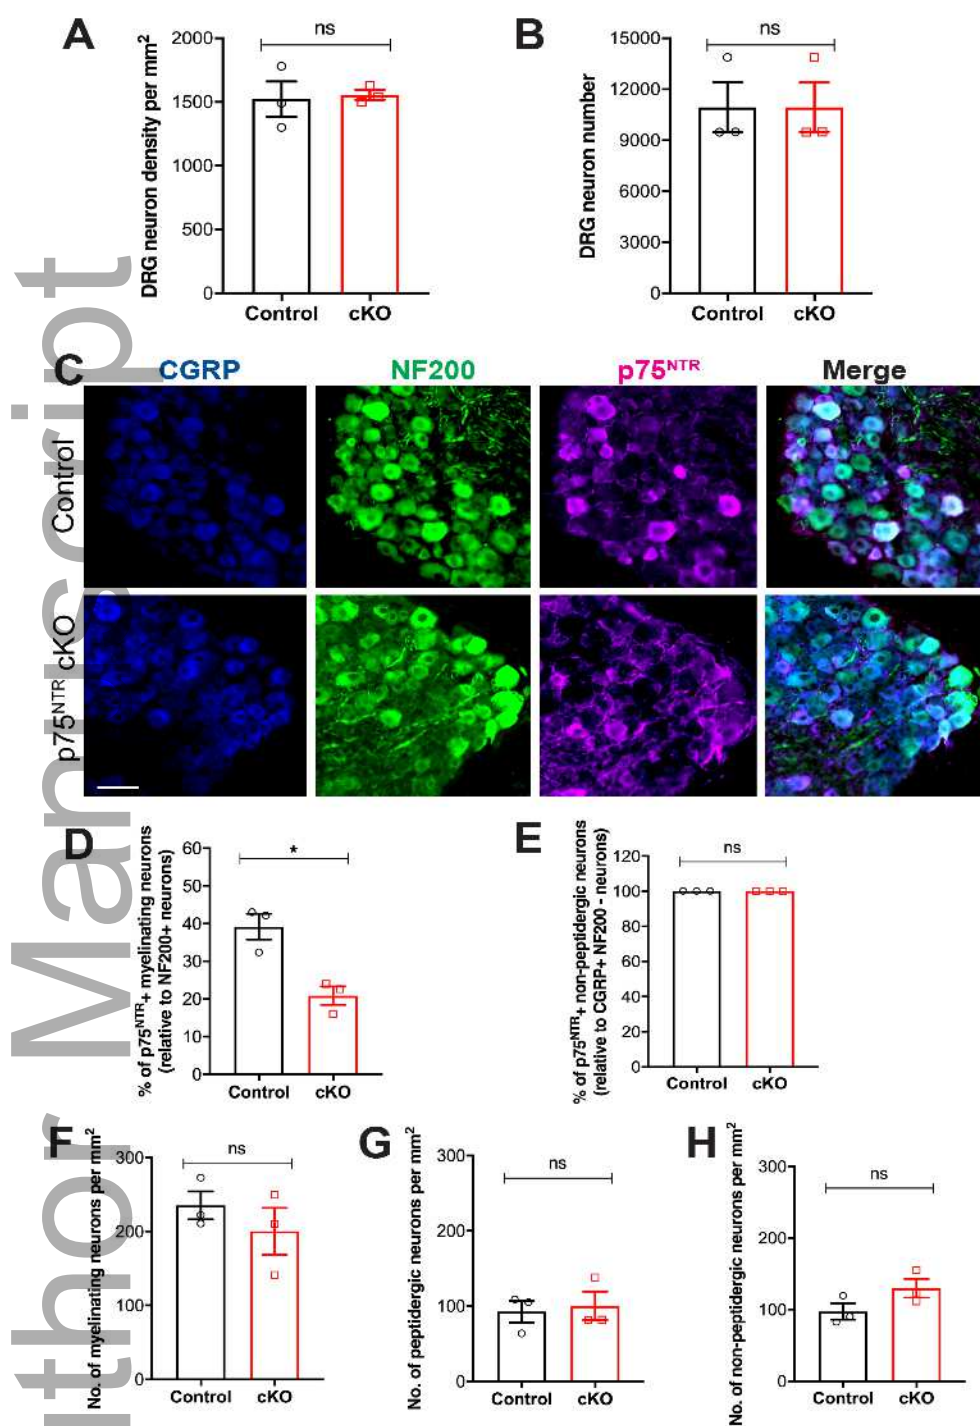 A
DRG neuron density per mm²
2000
1500
1000
500
0
ns
Control cKO
B
DRG neuron number
15000
12000
9000
6000
3000
0
ns
Control cKO
C
CGRP NF200 p75NTR Merge
Control
p75NTR cKO
D
% of p75NTR+ myelinating neurons
(relative to NF200+ neurons)
60
50
40
30
20
10
0
*
Control cKO
E
% of p75NTR+ non-peptidergic neurons
(relative to CGRP+ NF200 - neurons)
120
100
80
60
40
20
0
ns
Control cKO
F
No. of myelinating neurons per mm²
300
200
100
0
ns
Control cKO
G
No. of peptidergic neurons per mm²
300
200
100
0
ns
Control cKO
H
No. of non-peptidergic neurons per mm²
300
200
100
0
ns
Control cKO
thor Manuscript